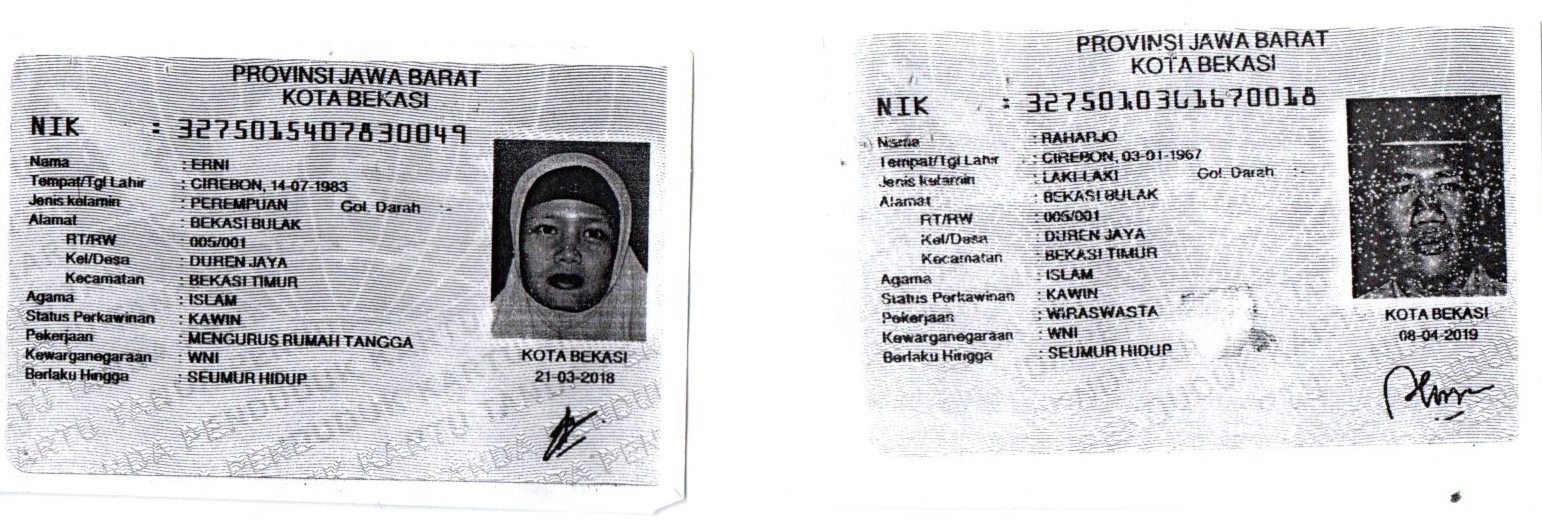 PROVINSI JAWA BARAT
KOTA BEKASI
NIK : 3275015407830049
Nama : ERNI
Tempat/Tgl Lahir : CIREBON, 14-07-1983
Jenis kelamin : PEREMPUAN Gol. Darah : -
Alamat : BEKASI BULAK
RT/RW : 005/001
Kel/Desa : DUREN JAYA
Kecamatan : BEKASI TIMUR
Agama : ISLAM
Status Perkawinan : KAWIN
Pekerjaan : MENGURUS RUMAH TANGGA
Kewarganegaraan : WNI
Berlaku Hingga : SEUMUR HIDUP
KOTA BEKASI
21-03-2018
PROVINSI JAWA BARAT
KOTA BEKASI
NIK : 3275010301670018
Nama : RAHARJO
Tempat/Tgl Lahir : CIREBON, 03-01-1967
Jenis kelamin : LAKI-LAKI Gol. Darah : -
Alamat : BEKASI BULAK
RT/RW : 005/001
Kel/Desa : DUREN JAYA
Kecamatan : BEKASI TIMUR
Agama : ISLAM
Status Perkawinan : KAWIN
Pekerjaan : WIRASWASTA
Kewarganegaraan : WNI
Berlaku Hingga : SEUMUR HIDUP
KOTA BEKASI
08-04-2019